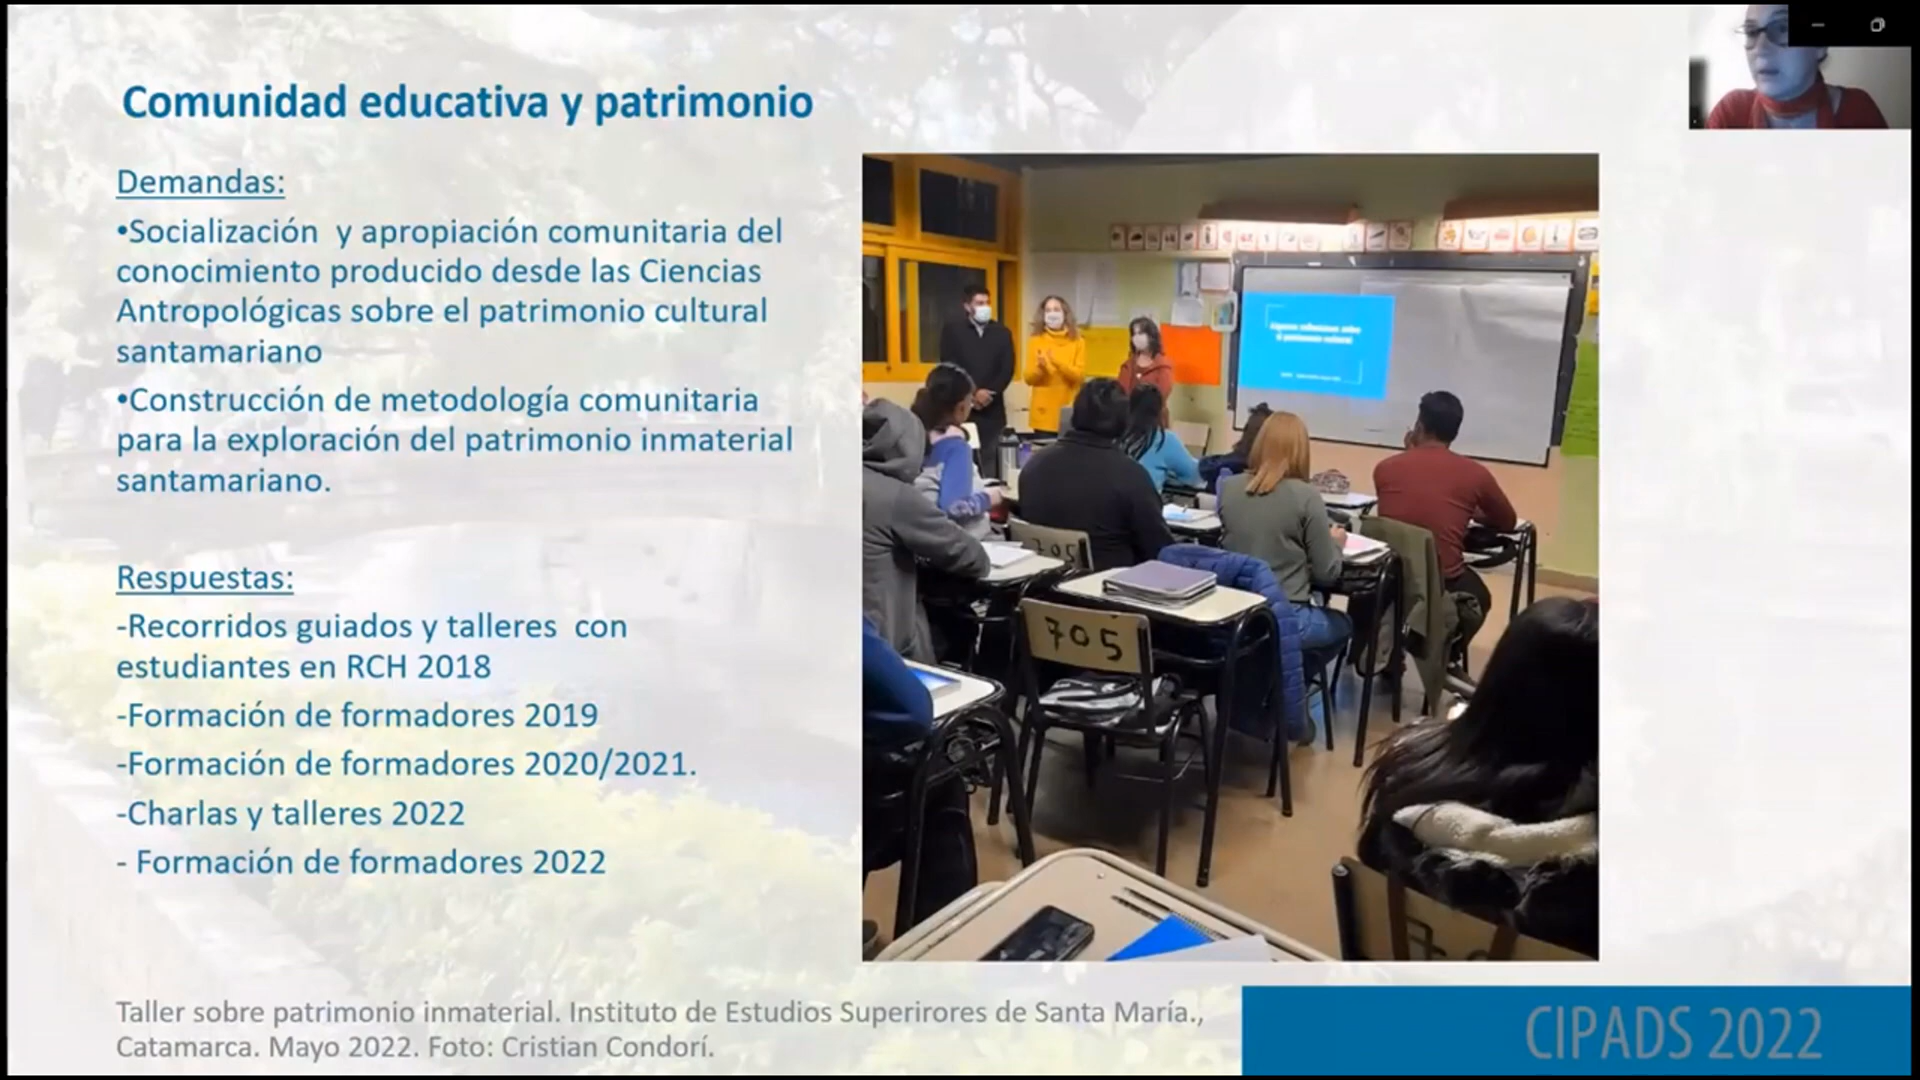 Comunidad educativa y patrimonio
Demandas:
•Socialización y apropiación comunitaria del
conocimiento producido desde las Ciencias
Antropológicas sobre el patrimonio cultural
santamariano
•Construcción de metodología comunitaria
para la exploración del patrimonio inmaterial
santamariano.
Respuestas:
-Recorridos guiados y talleres con
estudiantes en RCH 2018
-Formación de formadores 2019
-Formación de formadores 2020/2021.
-Charlas y talleres 2022
- Formación de formadores 2022
705
705
Taller sobre patrimonio inmaterial. Instituto de Estudios Superirores de Santa María.,
Catamarca. Mayo 2022. Foto: Cristian Condorí.
CIPADS 2022